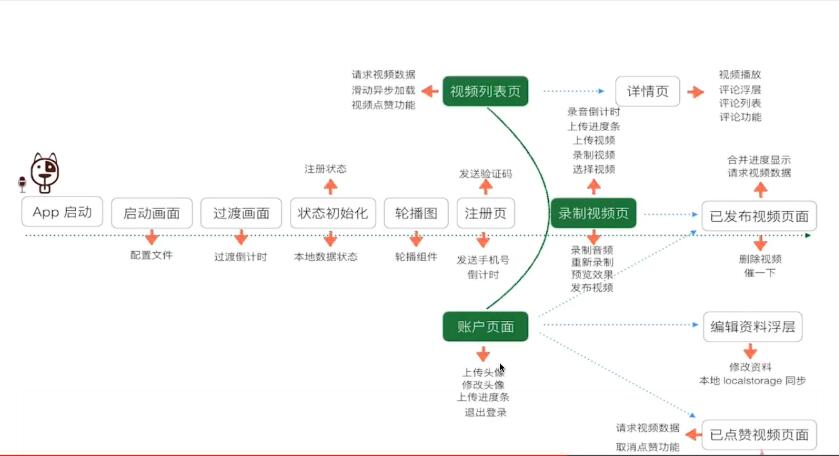 请求视频数据
滑动异步加载
视频点赞功能
视频列表页
详情页
视频播放
评论浮层
评论列表
评论功能
录音倒计时
上传进度条
上传视频
录制视频
选择视频
注册状态
发送验证码
合并进度显示
请求视频数据
App 启动
启动画面
过渡画面
状态初始化
轮播图
注册页
录制视频页
已发布视频页面
配置文件
过渡倒计时
本地数据状态
轮播组件
发送手机号
倒计时
录制音频
重新录制
预览效果
发布视频
删除视频
催一下
账户页面
编辑资料浮层
上传头像
修改头像
上传进度条
退出登录
修改资料
本地 localstorage 同步
请求视频数据
取消点赞功能
已点赞视频页面